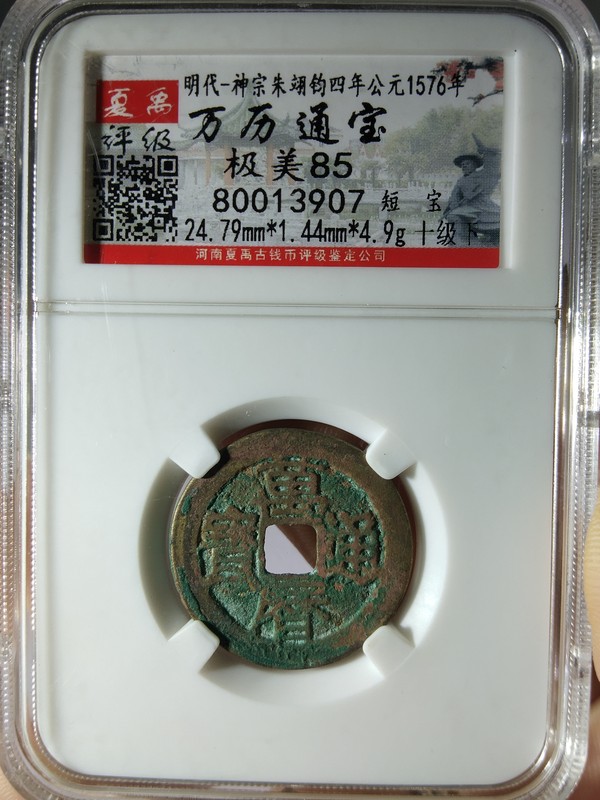 夏禹
评级
明代-神宗朱翊钧四年公元1576年
万历通宝
极美85
80013907 短宝
24.79mm*1.44mm*4.9g 十级下
河南夏禹古钱币评级鉴定公司
萬曆通寶